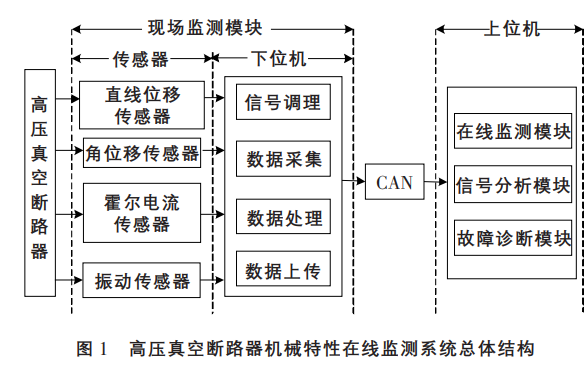 现场监测模块
上位机
传感器
下位机
高压真空断路器
直线位移
传感器
角位移传感器
霍尔电流
传感器
振动传感器
信号调理
数据采集
数据处理
数据上传
CAN
在线监测模块
信号分析模块
故障诊断模块
图 1 高压真空断路器机械特性在线监测系统总体结构